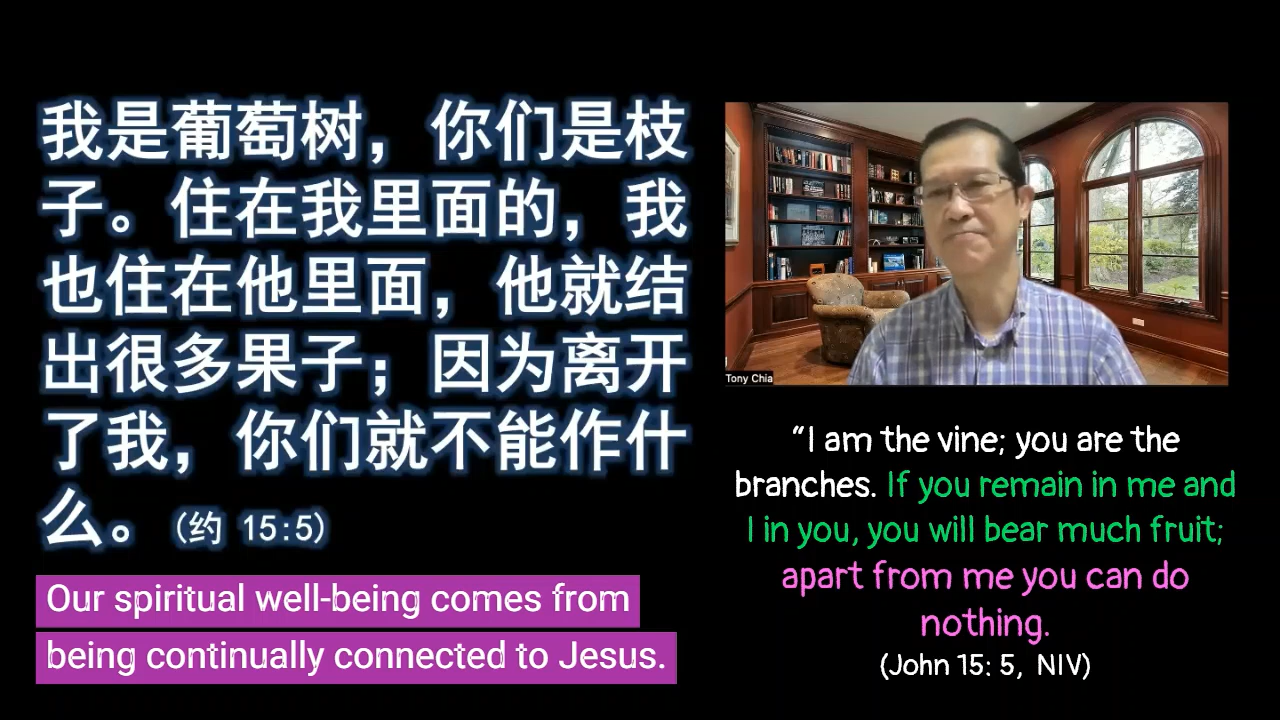 我是葡萄树，你们是枝
子。住在我里面的，我
也住在他里面，他就结
出很多果子；因为离开
了我，你们就不能作什
么。(约 15:5)
Our spiritual well-being comes from
being continually connected to Jesus.
Tony Chia
“I am the vine; you are the
branches. If you remain in me and
I in you, you will bear much fruit;
apart from me you can do
nothing.
(John 15: 5, NIV)